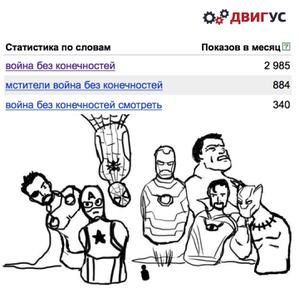 ДВИГУС
Статистика по словам Показов в месяц ?
война без конечностей 2 985
мстители война без конечностей 884
война без конечностей смотреть 340